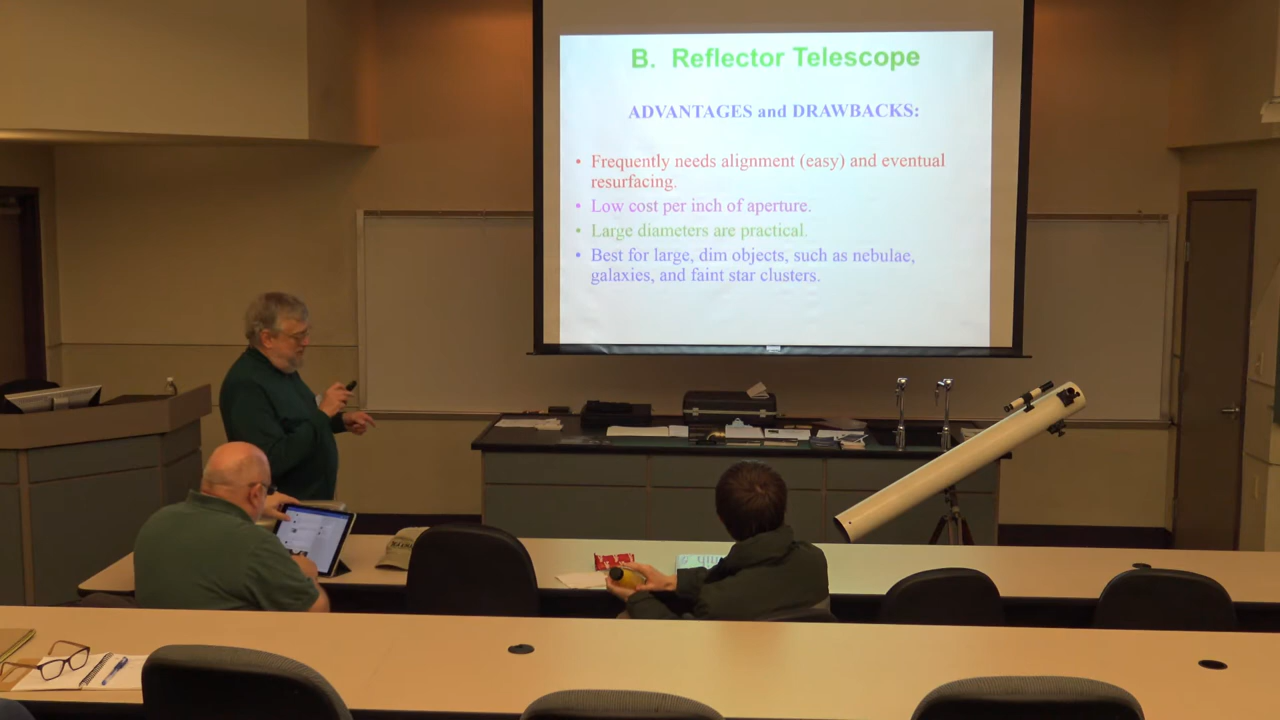 B. Reflector Telescope
ADVANTAGES and DRAWBACKS:
• Frequently needs alignment (easy) and eventual
resurfacing.
• Low cost per inch of aperture.
• Large diameters are practical.
• Best for large, dim objects, such as nebulae,
galaxies, and faint star clusters.